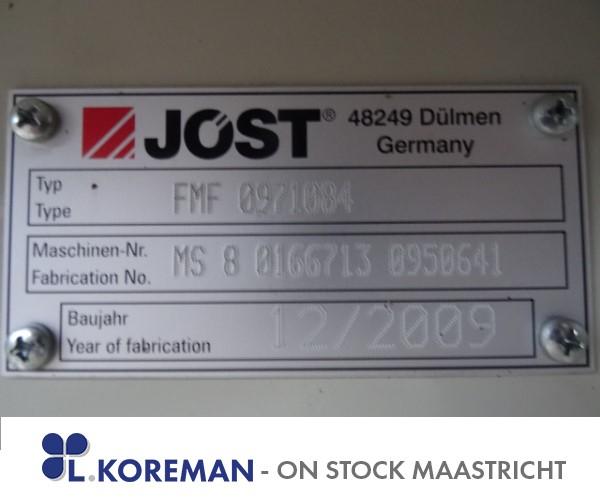 JÖST® 48249 Dülmen
Germany
Typ
Type FMF 0971084
Maschinen-Nr.
Fabrication No. MS 8 0166713 0950641
Baujahr
Year of fabrication 12/2009
L.KOREMAN - ON STOCK MAASTRICHT